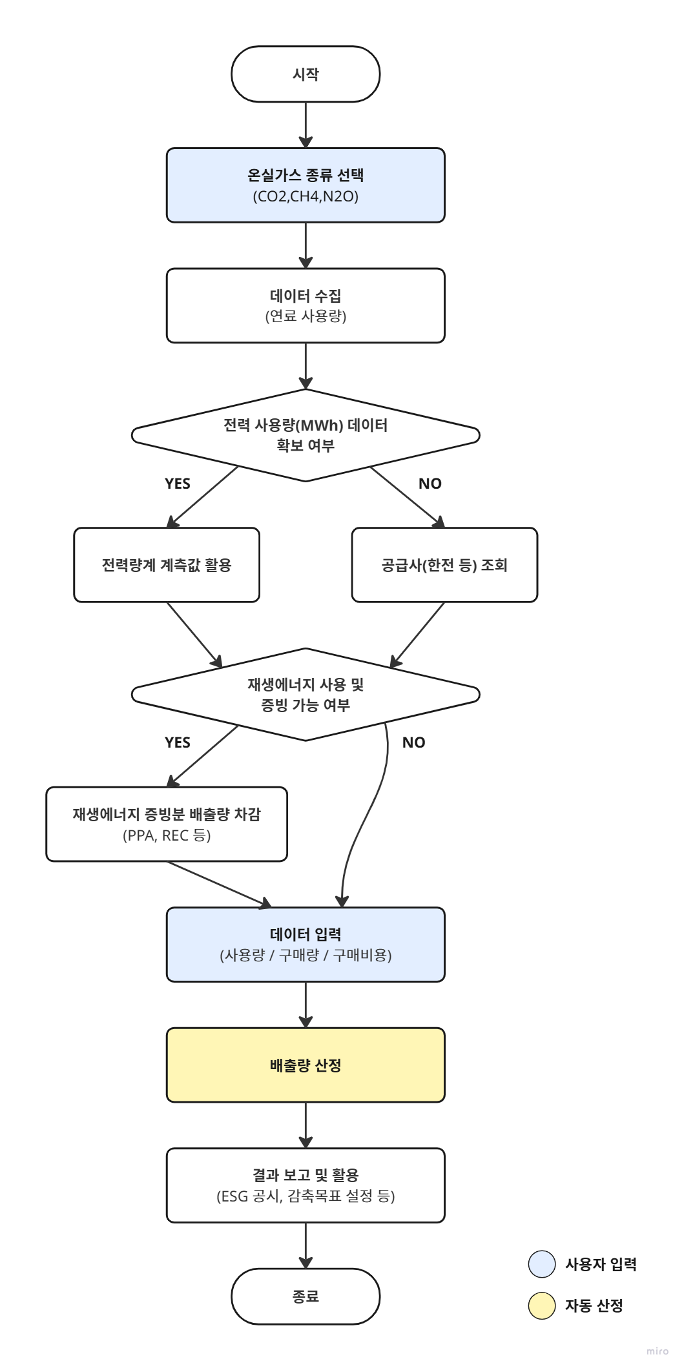 시작
온실가스 종류 선택
(CO2,CH4,N2O)
데이터 수집
(연료 사용량)
전력 사용량(MWh) 데이터
확보 여부
YES
NO
전력량계 계측값 활용
공급사(한전 등) 조회
재생에너지 사용 및
증빙 가능 여부
YES
NO
재생에너지 증빙분 배출량 차감
(PPA, REC 등)
데이터 입력
(사용량 / 구매량 / 구매비용)
배출량 산정
결과 보고 및 활용
(ESG 공시, 감축목표 설정 등)
종료
사용자 입력
자동 산정
miro